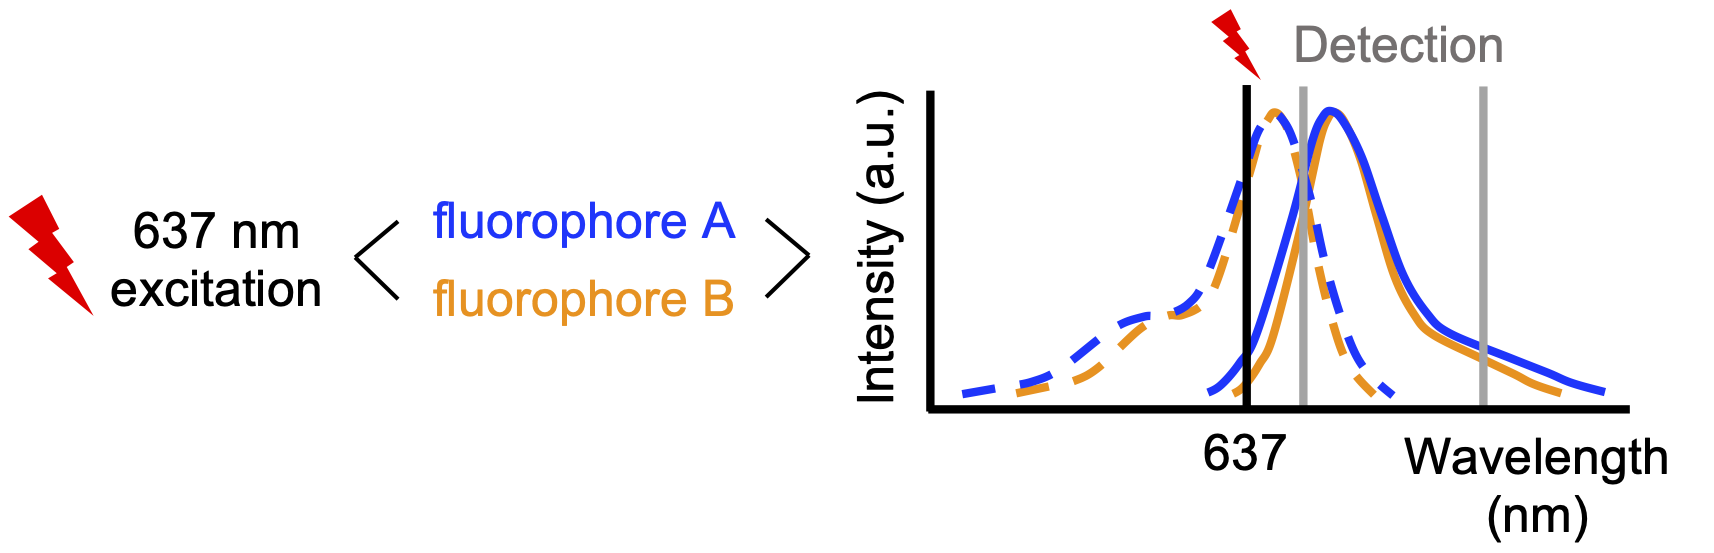 637 nm
excitation
fluorophore A
fluorophore B
Detection
Intensity (a.u.)
637
Wavelength
(nm)